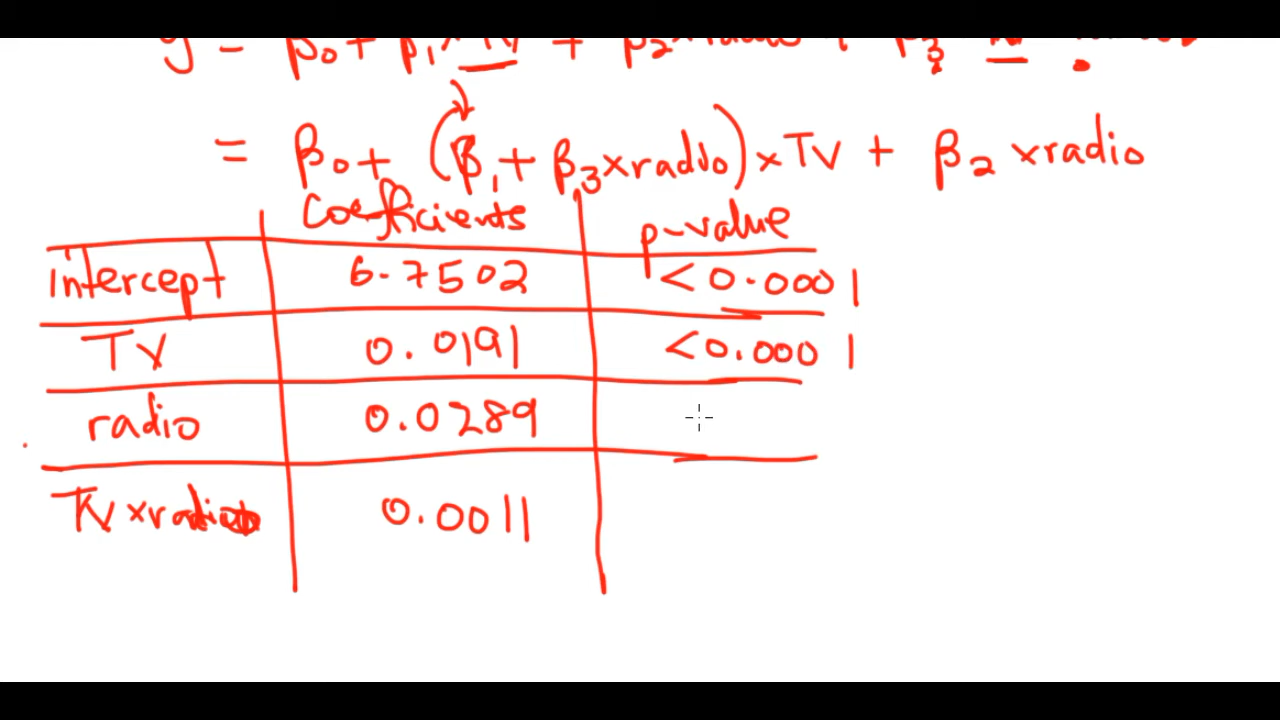 = β₀ + (β₁ + β₃ × radio) × TV + β₂ × radio
Coefficients p-value
Intercept 6.7502 <0.0001
TV 0.0191 <0.0001
radio 0.0289
TV × radio 0.0011